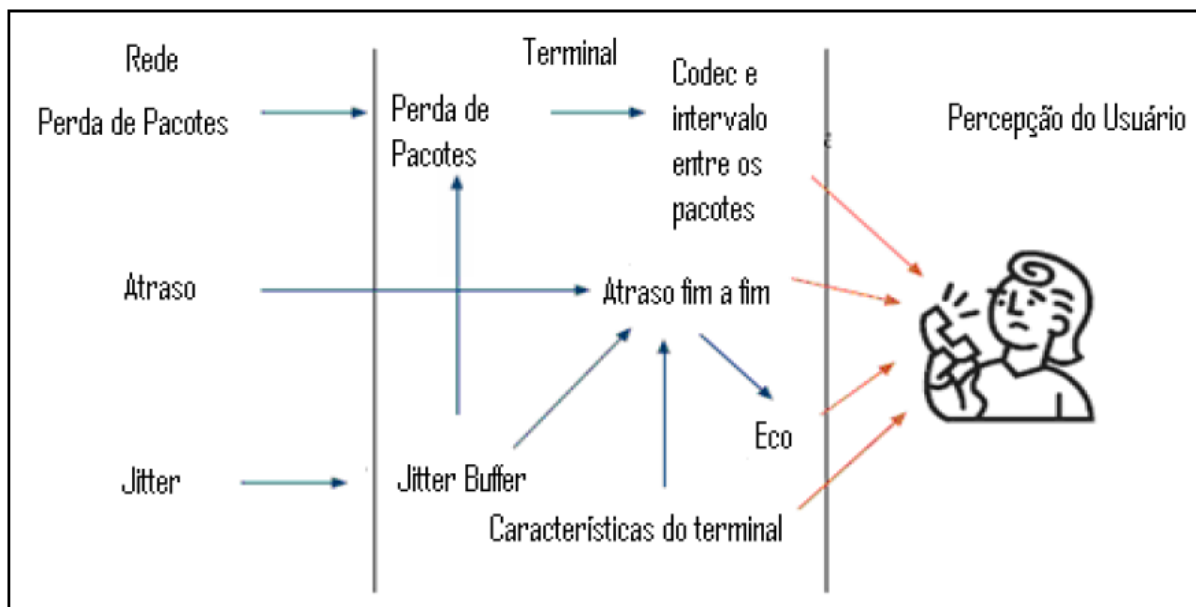 Rede
Perda de Pacotes
Atraso
Jitter
Terminal
Perda de
Pacotes
Codec e
intervalo
entre os
pacotes
Atraso fim a fim
Eco
Jitter Buffer
Características do terminal
Percepção do Usuário